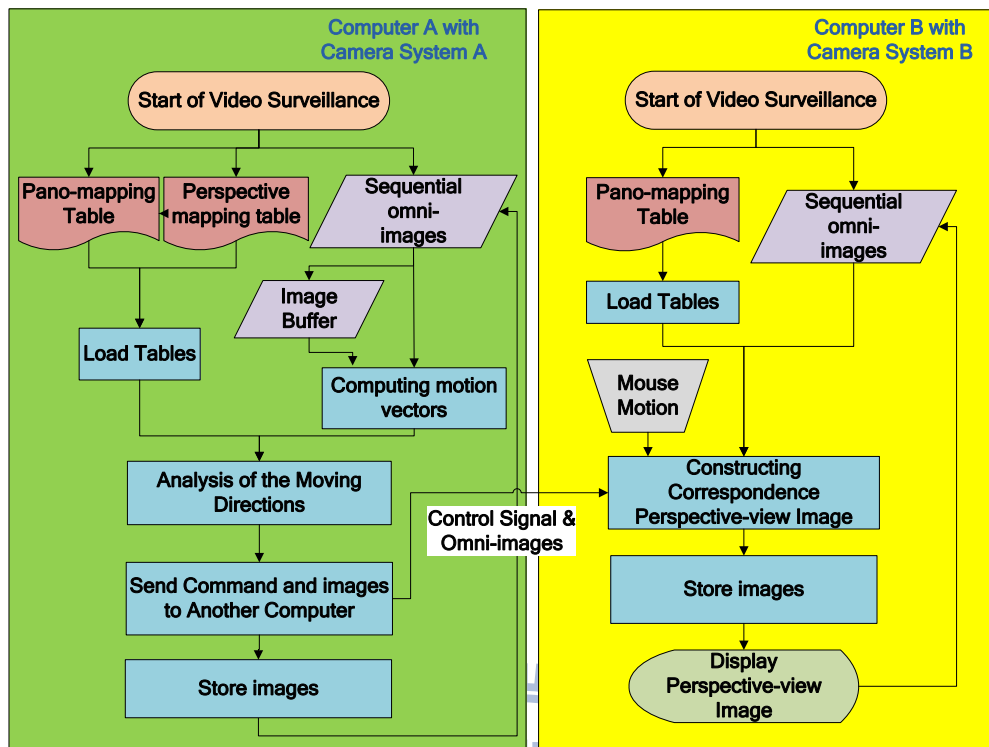 Computer A with
Camera System A
Start of Video Surveillance
Pano-mapping
Table
Perspective
mapping table
Sequential
omni-
images
Image
Buffer
Load Tables
Computing motion
vectors
Analysis of the Moving
Directions
Send Command and images
to Another Computer
Store images
Control Signal &
Omni-images
Computer B with
Camera System B
Start of Video Surveillance
Pano-mapping
Table
Sequential
omni-
images
Load Tables
Mouse
Motion
Constructing
Correspondence
Perspective-view Image
Store images
Display
Perspective-view
Image